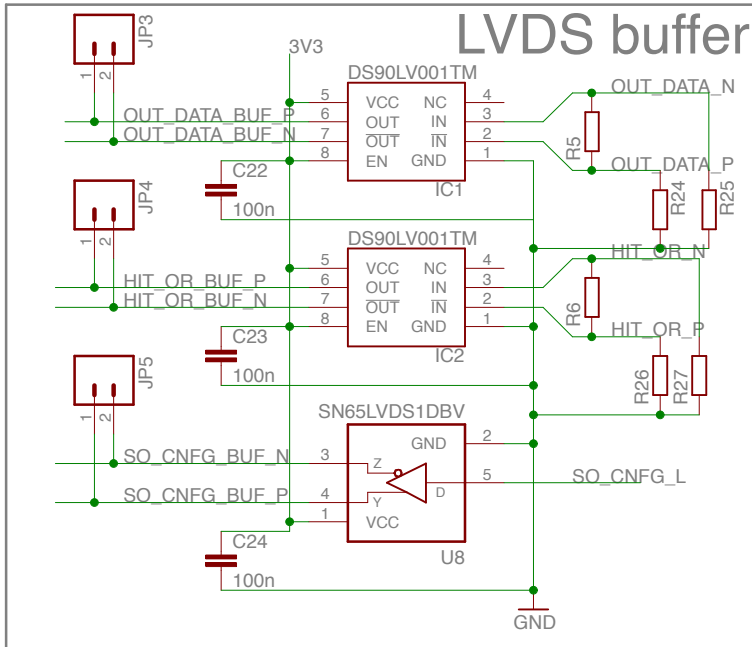 LVDS buffer
JP3
1
2
3V3
DS90LV001TM
5
VCC
NC
4
OUT_DATA_N
OUT_DATA_BUF_P
6
OUT
IN
3
OUT_DATA_BUF_N
7
OUT
IN
2
R5
8
EN
GND
1
OUT_DATA_P
C22
100n
IC1
R24
R25
JP4
1
2
DS90LV001TM
5
VCC
NC
4
HIT_OR_N
HIT_OR_BUF_P
6
OUT
IN
3
HIT_OR_BUF_N
7
OUT
IN
2
R6
8
EN
GND
1
HIT_OR_P
C23
100n
IC2
R26
R27
JP5
1
2
SN65LVDS1DBV
GND
2
SO_CNFG_BUF_N
3
Z
D
5
SO_CNFG_L
SO_CNFG_BUF_P
4
Y
1
VCC
C24
100n
U8
GND